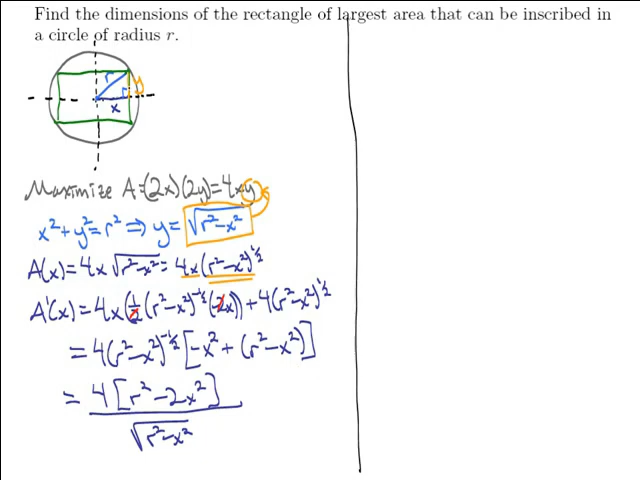 Find the dimensions of the rectangle of largest area that can be inscribed in
a circle of radius r.
r y
x
Maximize A=(2x)(2y)=4xy
x²+y²=r² ⇒ y= √(r²-x²)
A(x)=4x √(r²-x²) = 4x (r²-x²)^½
A'(x)=4x(½(r²-x²)^-½(-2x))+4(r²-x²)^½
=4(r²-x²)^-½[-x²+(r²-x²)]
= 4[r²-2x²]
√(r²-x²)